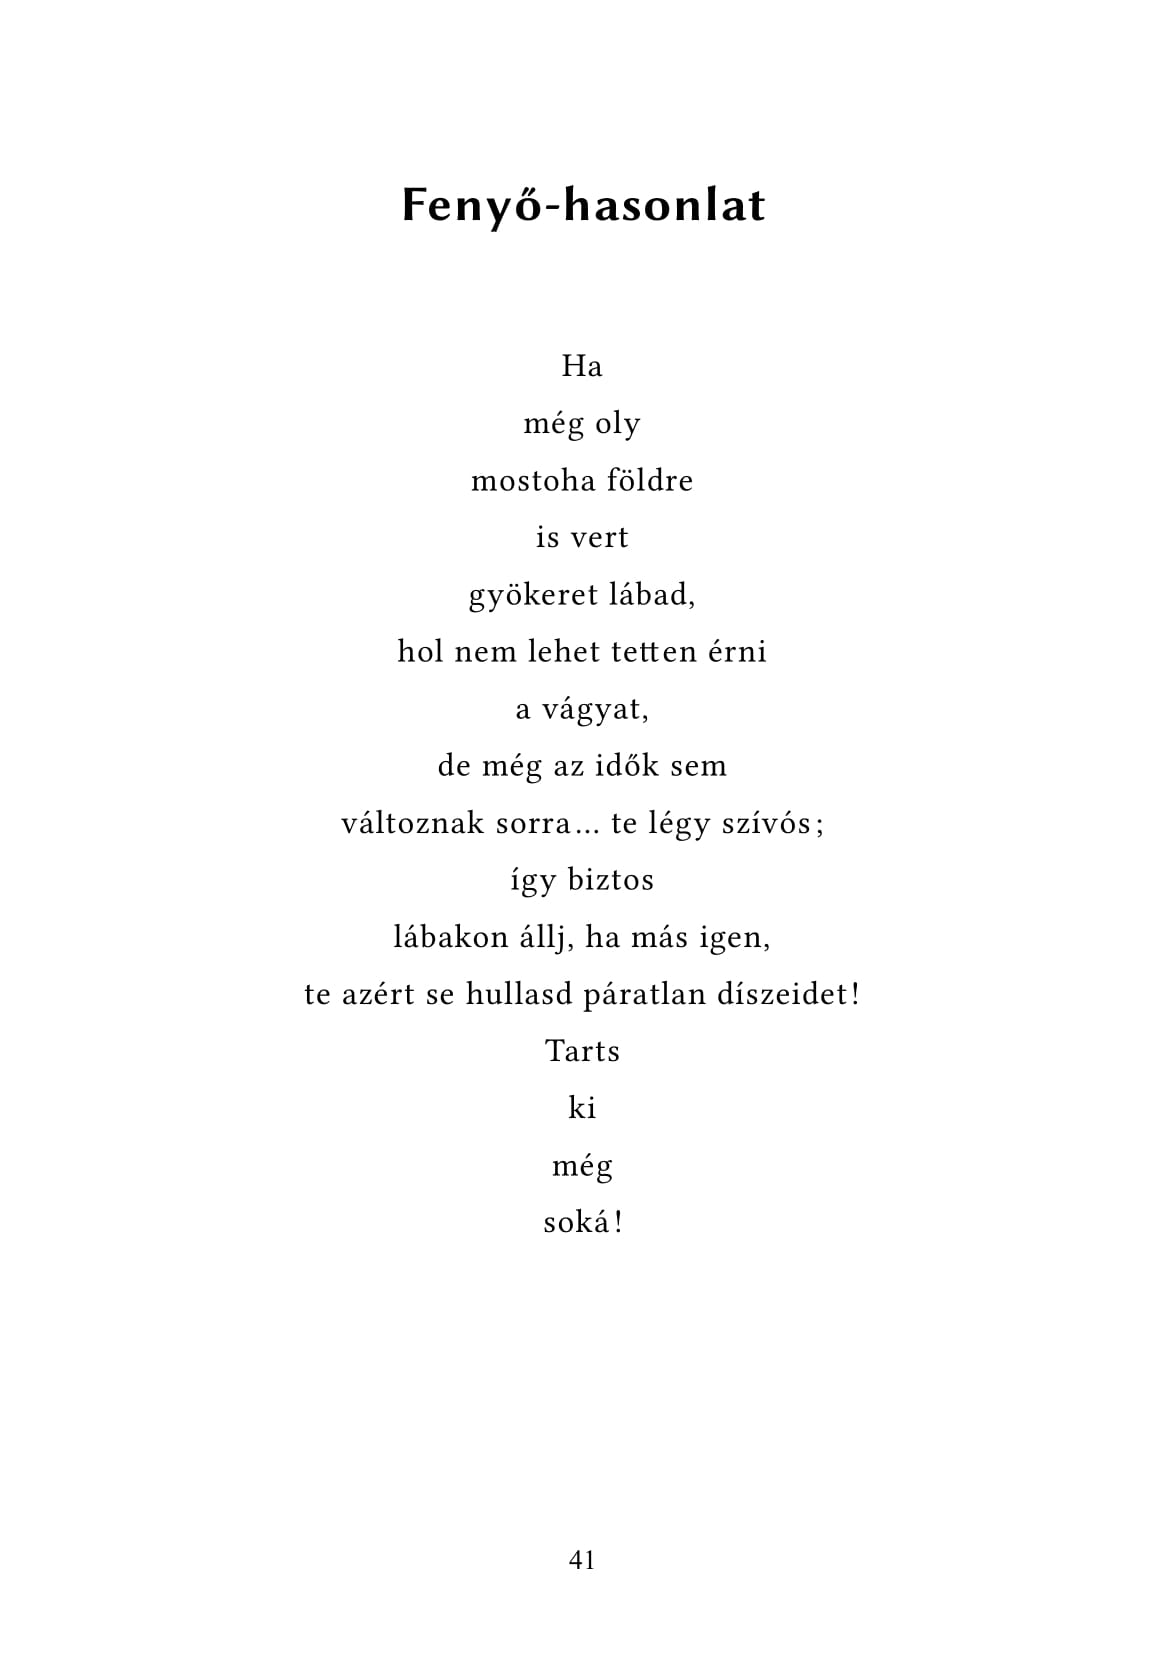 Fenyő-hasonlat
Ha
még oly
mostoha földre
is vert
gyökeret lábad,
hol nem lehet tetten érni
a vágyat,
de még az idők sem
változnak sorra… te légy szívós;
így biztos
lábakon állj, ha más igen,
te azért se hullasd páratlan díszeidet!
Tarts
ki
még
soká!
41